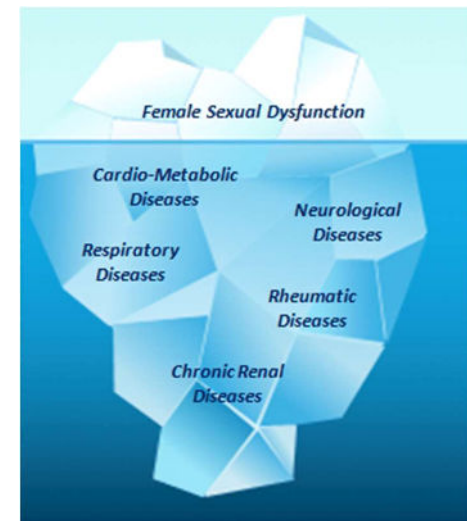 Female Sexual Dysfunction
Cardio-Metabolic
Diseases
Neurological
Diseases
Respiratory
Diseases
Rheumatic
Diseases
Chronic Renal
Diseases